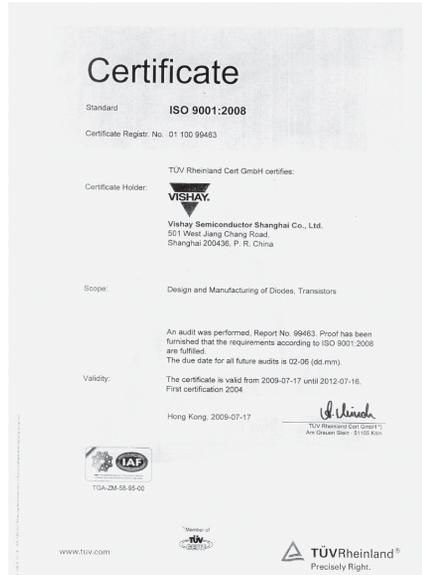 Certificate
Standard ISO 9001:2008
Certificate Registr. No. 01 100 99463
TÜV Rheinland Cert GmbH certifies:
Certificate Holder:
VISHAY.
Vishay Semiconductor Shanghai Co., Ltd.
501 West Jiang Chang Road,
Shanghai 200436, P. R. China
Scope: Design and Manufacturing of Diodes, Transistors
An audit was performed, Report No. 99463. Proof has been
furnished that the requirements according to ISO 9001:2008
are fulfilled.
The due date for all future audits is 02-06 (dd.mm).
Validity: The certificate is valid from 2009-07-17 until 2012-07-16.
First certification 2004
Hong Kong, 2009-07-17
TÜV Rheinland Cert GmbH
Am Grauen Stein · 51105 Köln
IAF
TGA-ZM-58-95-00
Member of
TÜV
CERT
www.tuv.com
TÜVRheinland®
Precisely Right.